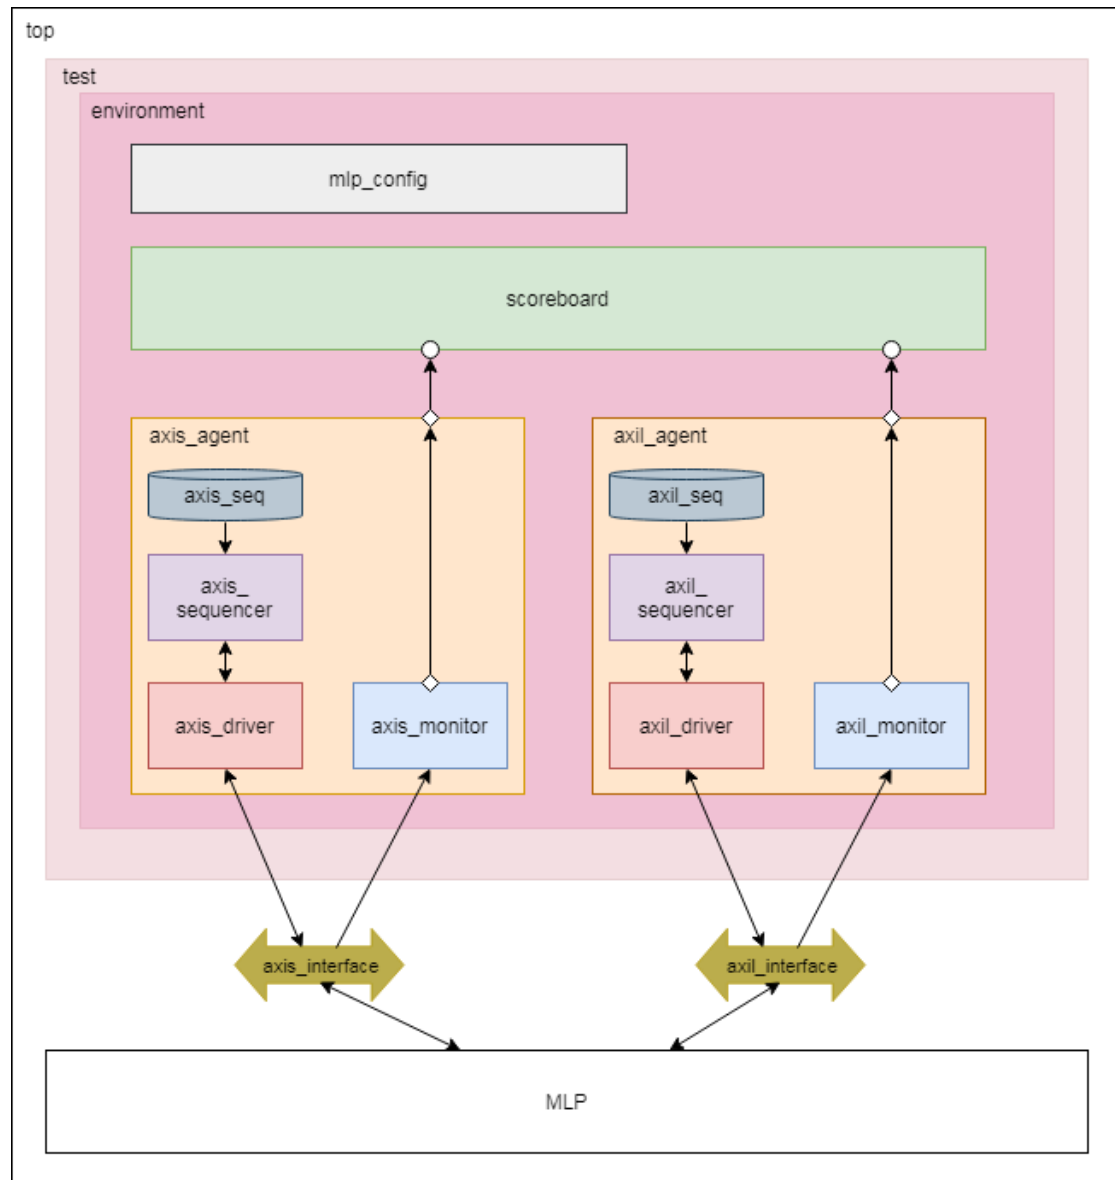 top
test
environment
mlp_config
scoreboard
axis_agent
axil_agent
axis_seq
axil_seq
axis_
sequencer
axil_
sequencer
axis_driver
axis_monitor
axil_driver
axil_monitor
axis_interface
axil_interface
MLP